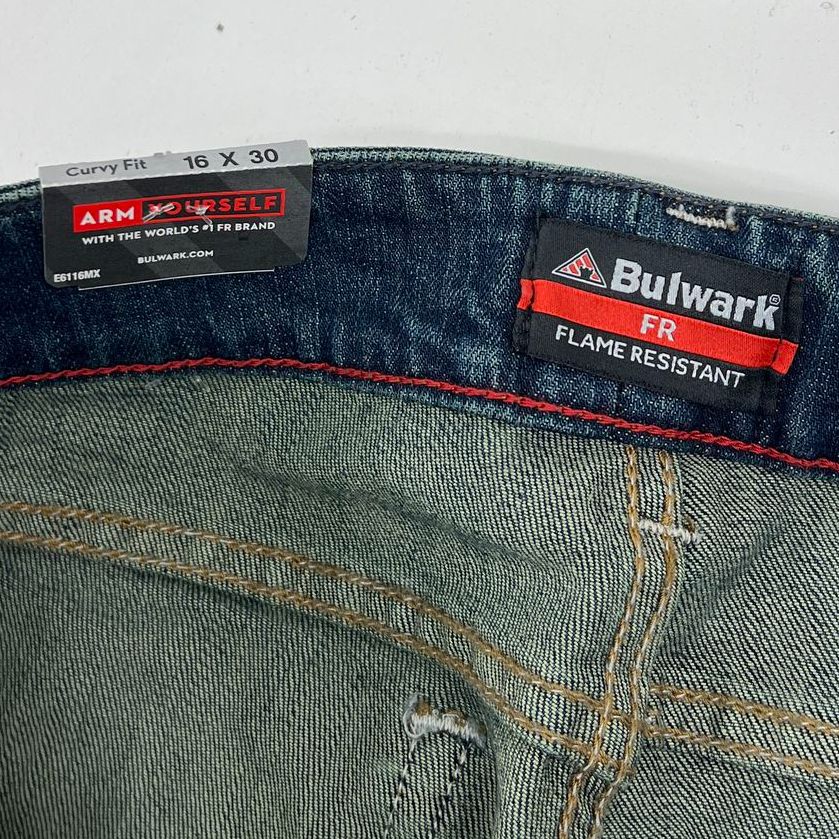 Curvy Fit 16 X 30
ARM YOURSELF
WITH THE WORLD'S #1 FR BRAND
BULWARK.COM
E6116MX
Bulwark®
FR
FLAME RESISTANT